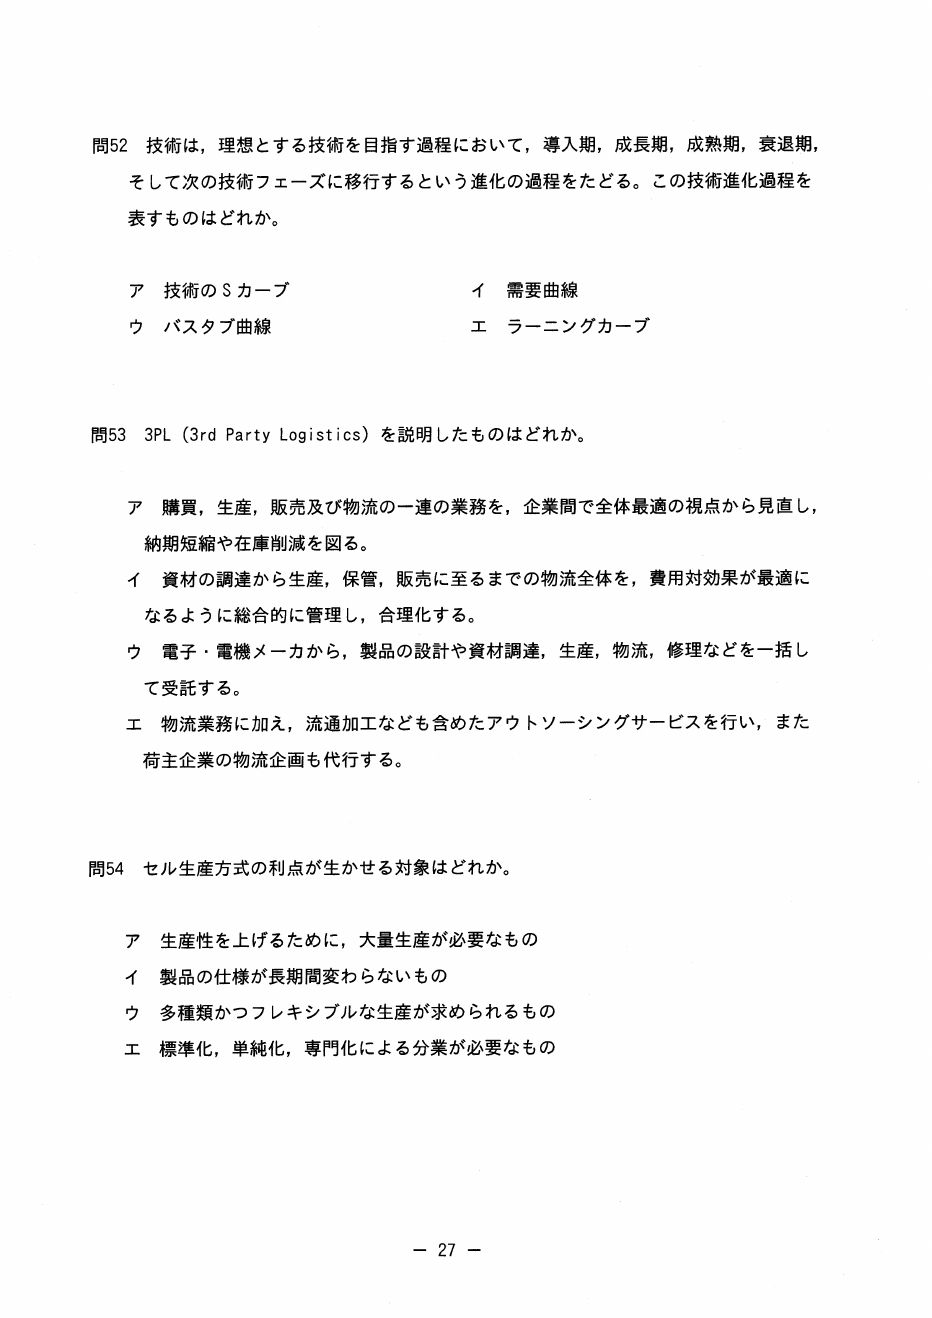 問52　技術は，理想とする技術を目指す過程において，導入期，成長期，成熟期，衰退期，
そして次の技術フェーズに移行するという進化の過程をたどる。この技術進化過程を
表すものはどれか。
ア　技術のSカーブ　イ　需要曲線
ウ　バスタブ曲線　エ　ラーニングカーブ
問53　3PL（3rd Party Logistics）を説明したものはどれか。
ア　購買，生産，販売及び物流の一連の業務を，企業間で全体最適の視点から見直し，
納期短縮や在庫削減を図る。
イ　資材の調達から生産，保管，販売に至るまでの物流全体を，費用対効果が最適に
なるように総合的に管理し，合理化する。
ウ　電子・電機メーカから，製品の設計や資材調達，生産，物流，修理などを一括し
て受託する。
エ　物流業務に加え，流通加工なども含めたアウトソーシングサービスを行い，また
荷主企業の物流企画も代行する。
問54　セル生産方式の利点が生かせる対象はどれか。
ア　生産性を上げるために，大量生産が必要なもの
イ　製品の仕様が長期間変わらないもの
ウ　多種類かつフレキシブルな生産が求められるもの
エ　標準化，単純化，専門化による分業が必要なもの
－ 27 －